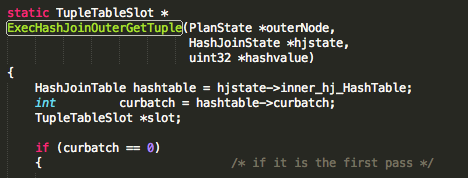 static TupleTableSlot *
ExecHashJoinOuterGetTuple(PlanState *outerNode,
HashJoinState *hjstate,
uint32 *hashvalue)
{
HashJoinTable hashtable = hjstate->inner_hj_HashTable;
int curbatch = hashtable->curbatch;
TupleTableSlot *slot;
if (curbatch == 0)
{ /* if it is the first pass */